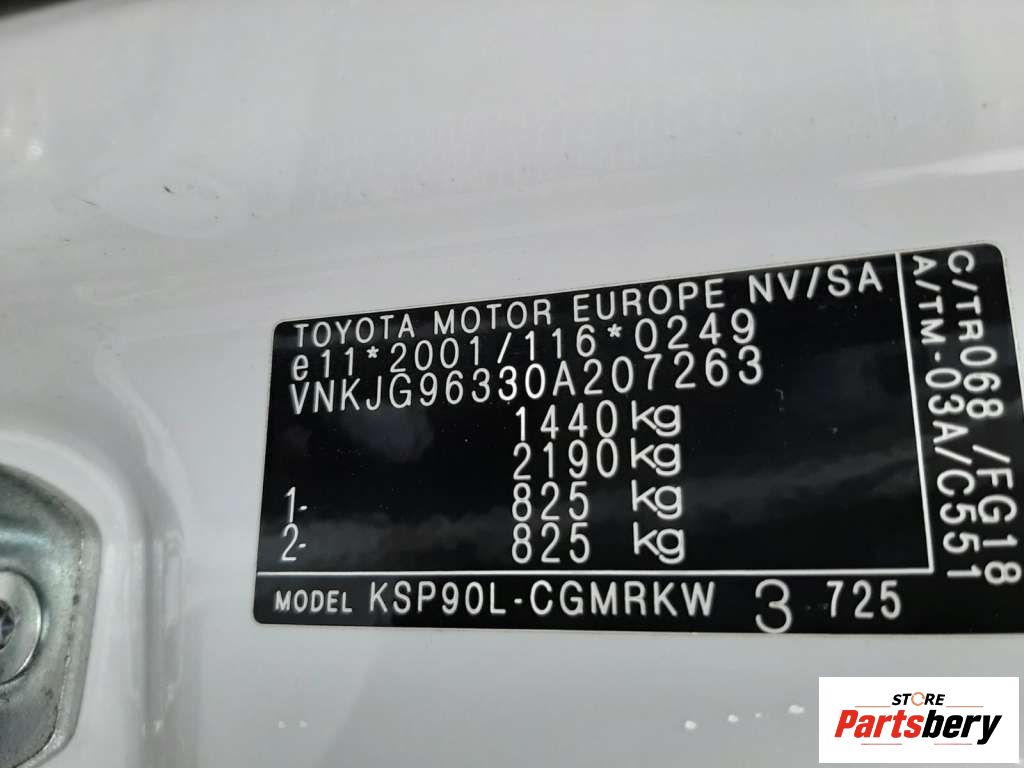 TOYOTA MOTOR EUROPE NV/SA
e11*2001/116*0249
VNKJG96330A207263
1440 kg
2190 kg
1- 825 kg
2- 825 kg
MODEL KSP90L-CGMRKW 3 725
C/TR068 /FG18
A/TM-03A/C551
STORE
Partsbery